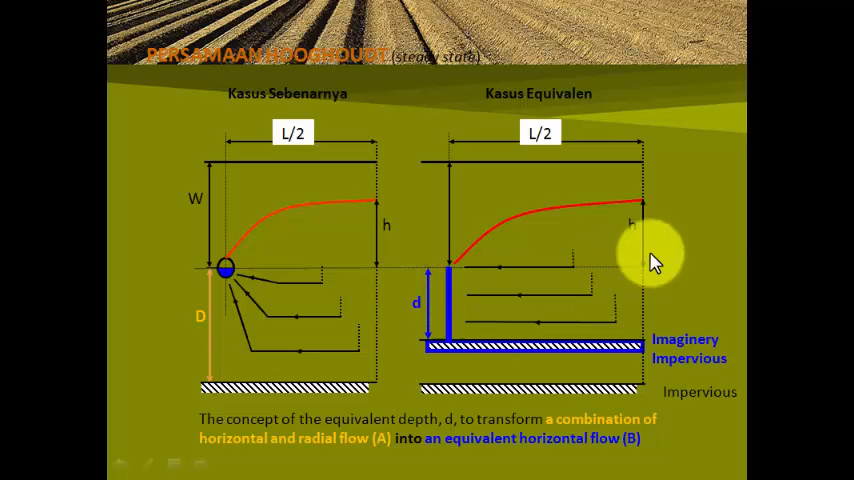 PERSAMAAN HOOGHOUDT (steady state)
Kasus Sebenarnya
Kasus Equivalen
L/2
L/2
W
h
h
D
d
Imaginery
Impervious
Impervious
The concept of the equivalent depth, d, to transform a combination of
horizontal and radial flow (A) into an equivalent horizontal flow (B)